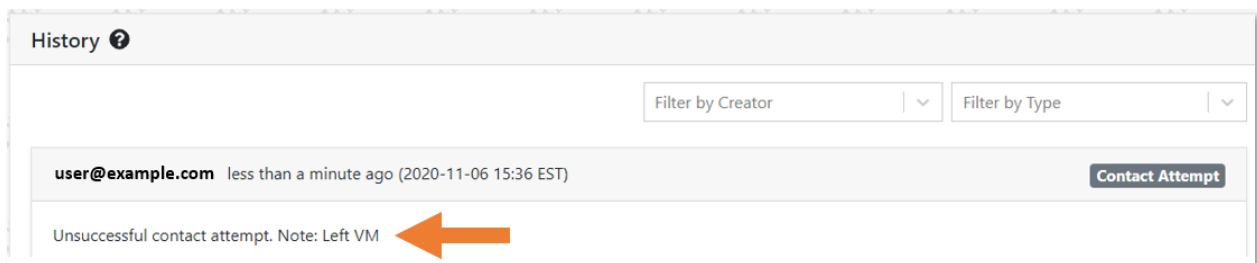 History ?
Filter by Creator Filter by Type
user@example.com less than a minute ago (2020-11-06 15:36 EST) Contact Attempt
Unsuccessful contact attempt. Note: Left VM